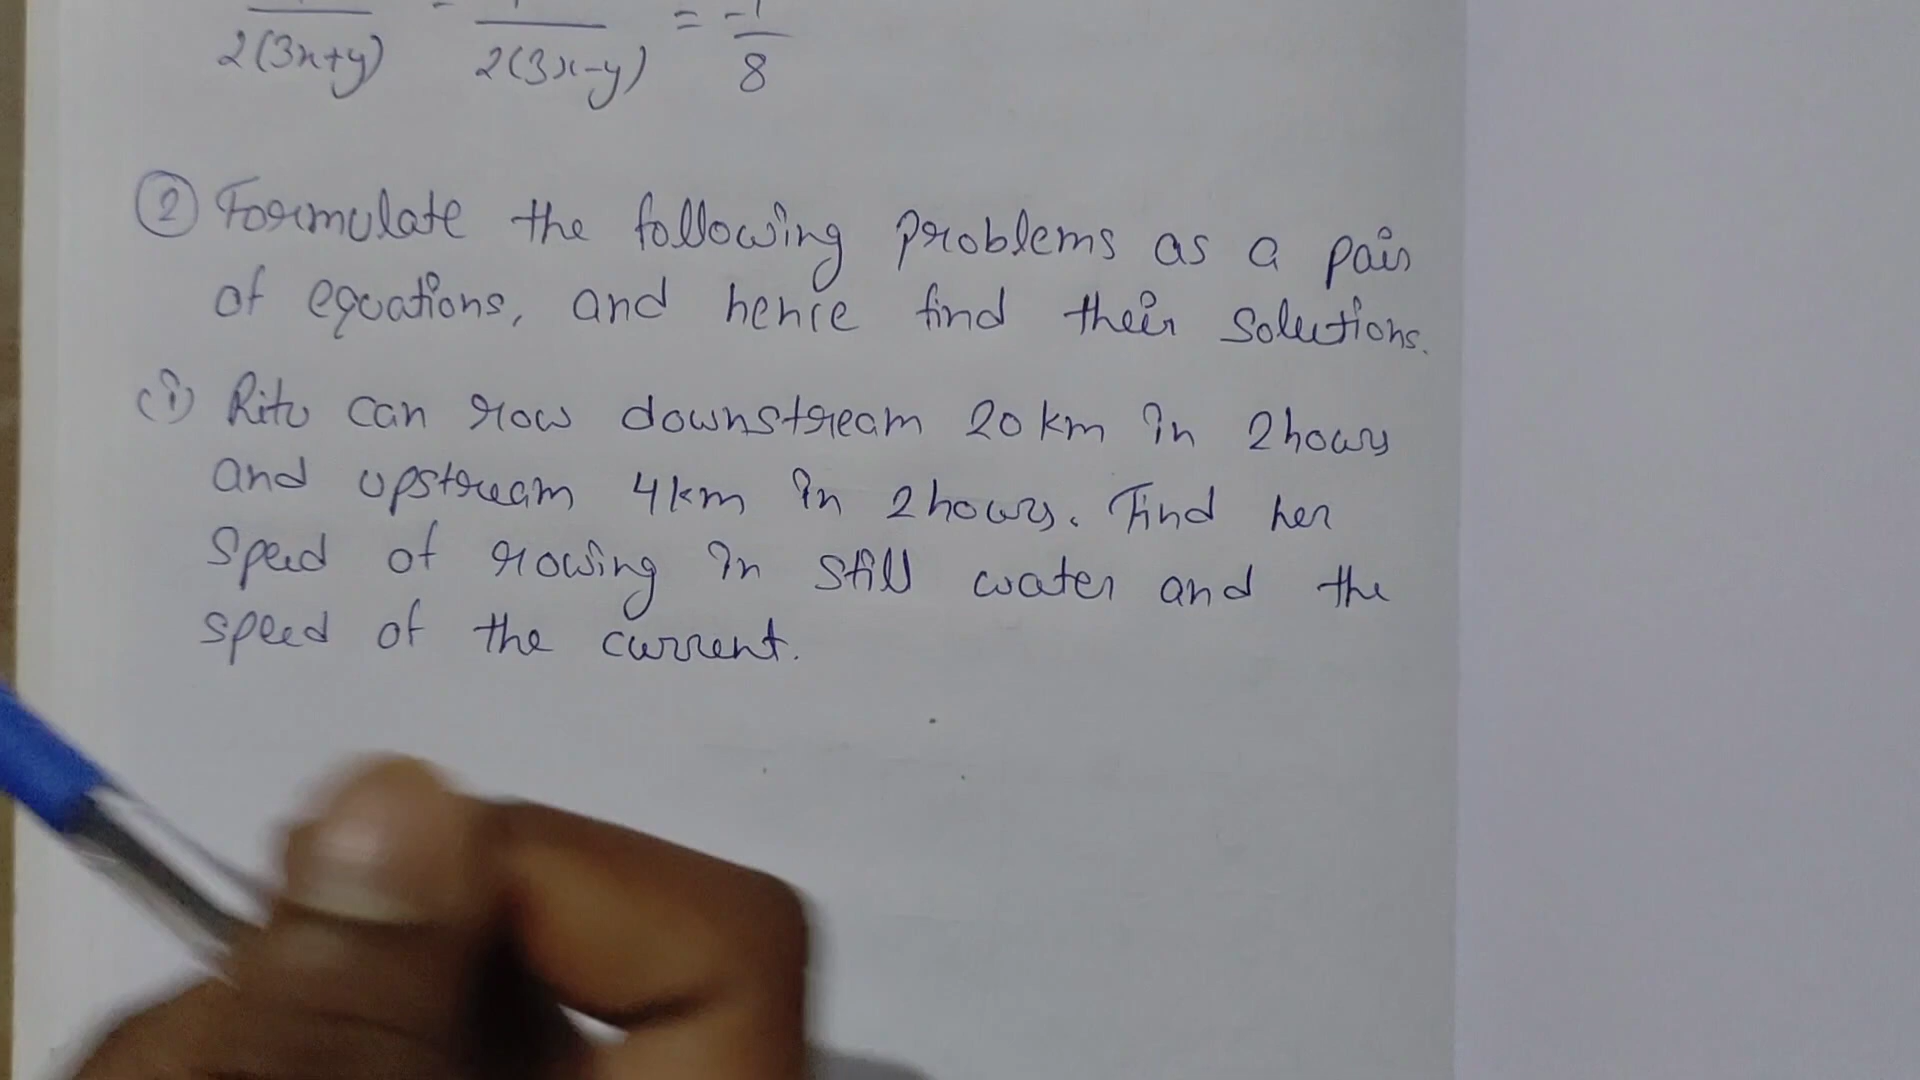 2(3x+y) - 2(3x-y) = -1/8
② Formulate the following problems as a pair
of equations, and hence find their solutions.
(i) Ritu can row downstream 20 km in 2 hours
and upstream 4 km in 2 hours. Find her
speed of rowing in still water and the
speed of the current.